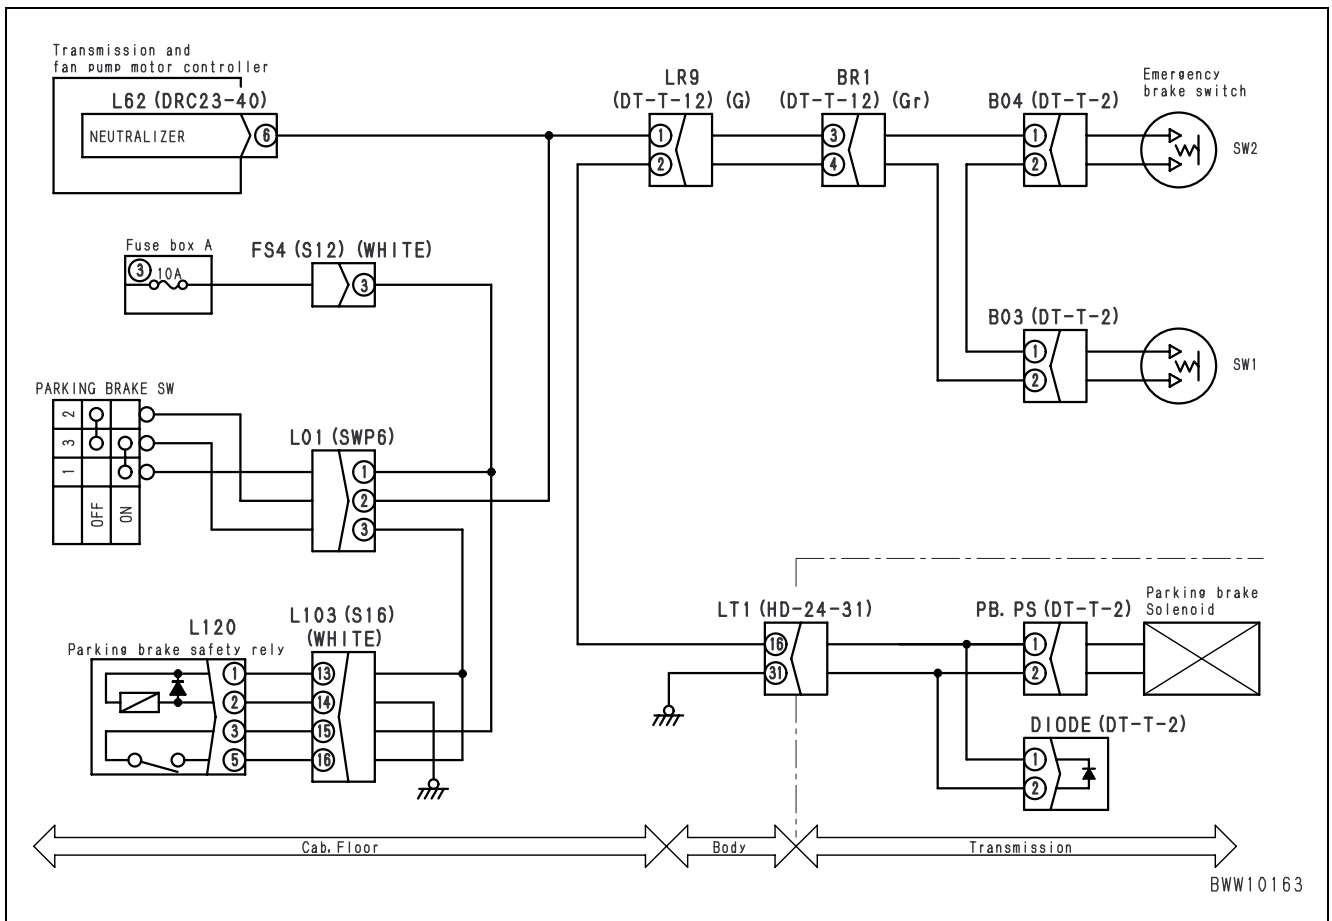 Transmission and
fan pump motor controller
L62 (DRC23-40)
NEUTRALIZER
6
LR9
(DT-T-12) (G)
1
2
BR1
(DT-T-12) (Gr)
3
4
B04 (DT-T-2)
1
2
Emergency
brake switch
SW2
Fuse box A
3
10A
FS4 (S12) (WHITE)
3
B03 (DT-T-2)
1
2
SW1
PARKING BRAKE SW
2
3
1
OFF
ON
L01 (SWP6)
1
2
3
L120
Parking brake safety rely
1
2
3
5
L103 (S16)
(WHITE)
13
14
15
16
LT1 (HD-24-31)
16
31
PB. PS (DT-T-2)
1
2
Parking brake
Solenoid
DIODE (DT-T-2)
1
2
Cab. Floor
Body
Transmission
BWW10163